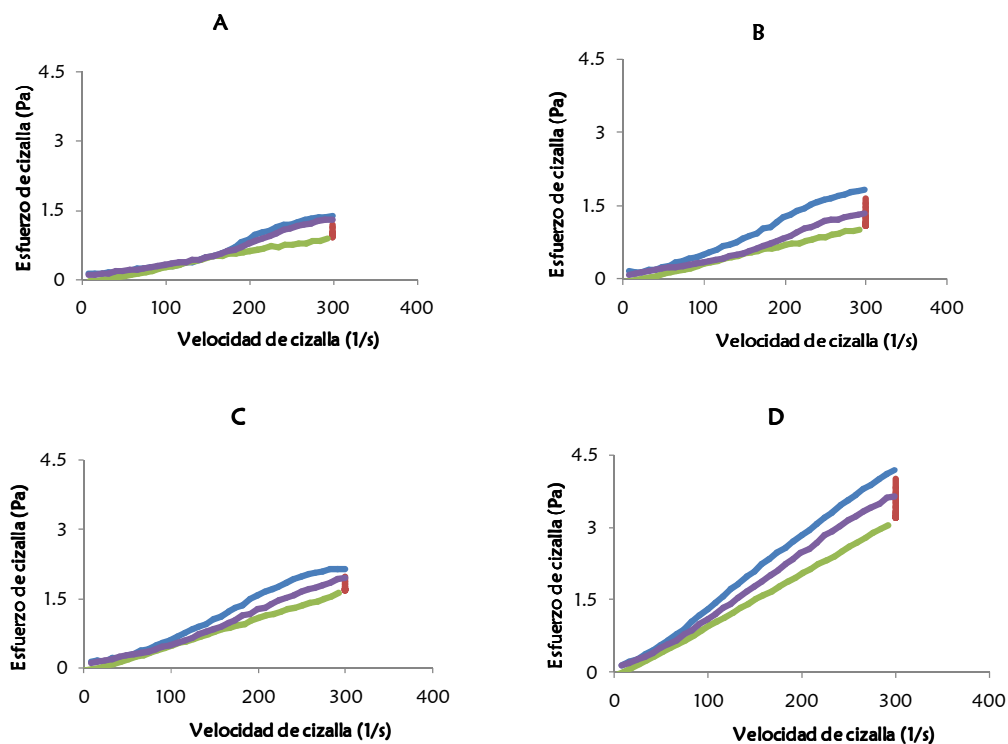 A
Esfuerzo de cizalla (Pa)
4.5
3
1.5
0
0 100 200 300 400
Velocidad de cizalla (1/s)
B
Esfuerzo de cizalla (Pa)
4.5
3
1.5
0
0 100 200 300 400
Velocidad de cizalla (1/s)
C
Esfuerzo de cizalla (Pa)
4.5
3
1.5
0
0 100 200 300 400
Velocidad de cizalla (1/s)
D
Esfuerzo de cizalla (Pa)
4.5
3
1.5
0
0 100 200 300 400
Velocidad de cizalla (1/s)